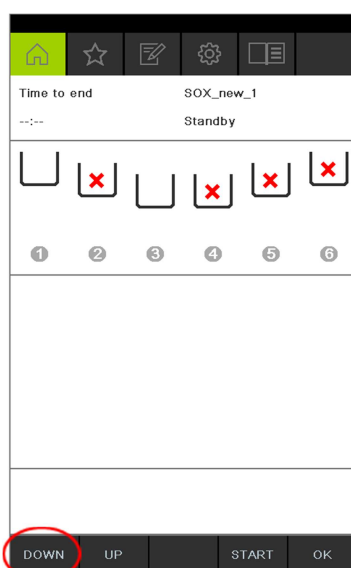 Time to end SOX_new_1
--:-- Standby
1 2 3 4 5 6
DOWN UP START OK